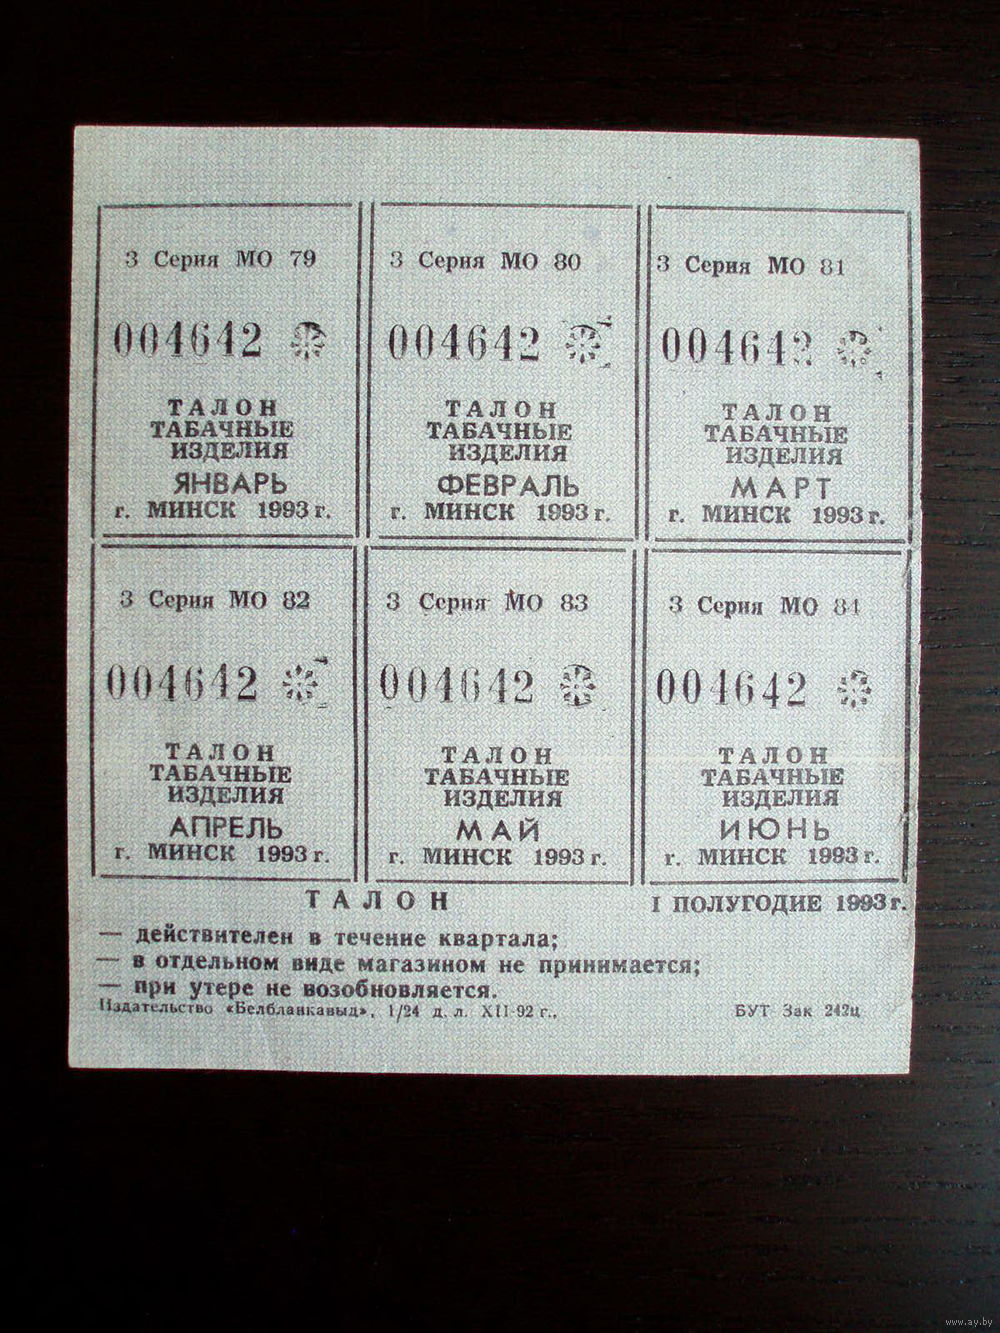 3 Серия МО 79
004642
ТАЛОН
ТАБАЧНЫЕ
ИЗДЕЛИЯ
ЯНВАРЬ
г. МИНСК 1993 г.
3 Серия МО 80
004642
ТАЛОН
ТАБАЧНЫЕ
ИЗДЕЛИЯ
ФЕВРАЛЬ
г. МИНСК 1993 г.
3 Серия МО 81
004642
ТАЛОН
ТАБАЧНЫЕ
ИЗДЕЛИЯ
МАРТ
г. МИНСК 1993 г.
3 Серия МО 82
004642
ТАЛОН
ТАБАЧНЫЕ
ИЗДЕЛИЯ
АПРЕЛЬ
г. МИНСК 1993 г.
3 Серия МО 83
004642
ТАЛОН
ТАБАЧНЫЕ
ИЗДЕЛИЯ
МАЙ
г. МИНСК 1993 г.
3 Серия МО 84
004642
ТАЛОН
ТАБАЧНЫЕ
ИЗДЕЛИЯ
ИЮНЬ
г. МИНСК 1993 г.
ТАЛОН I ПОЛУГОДИЕ 1993 г.
— действителен в течение квартала;
— в отдельном виде магазином не принимается;
— при утере не возобновляется.
Издательство «Белбланкавыд», 1/24 д. л. XII-92 г., БУТ Зак 242ц
www.ay.by